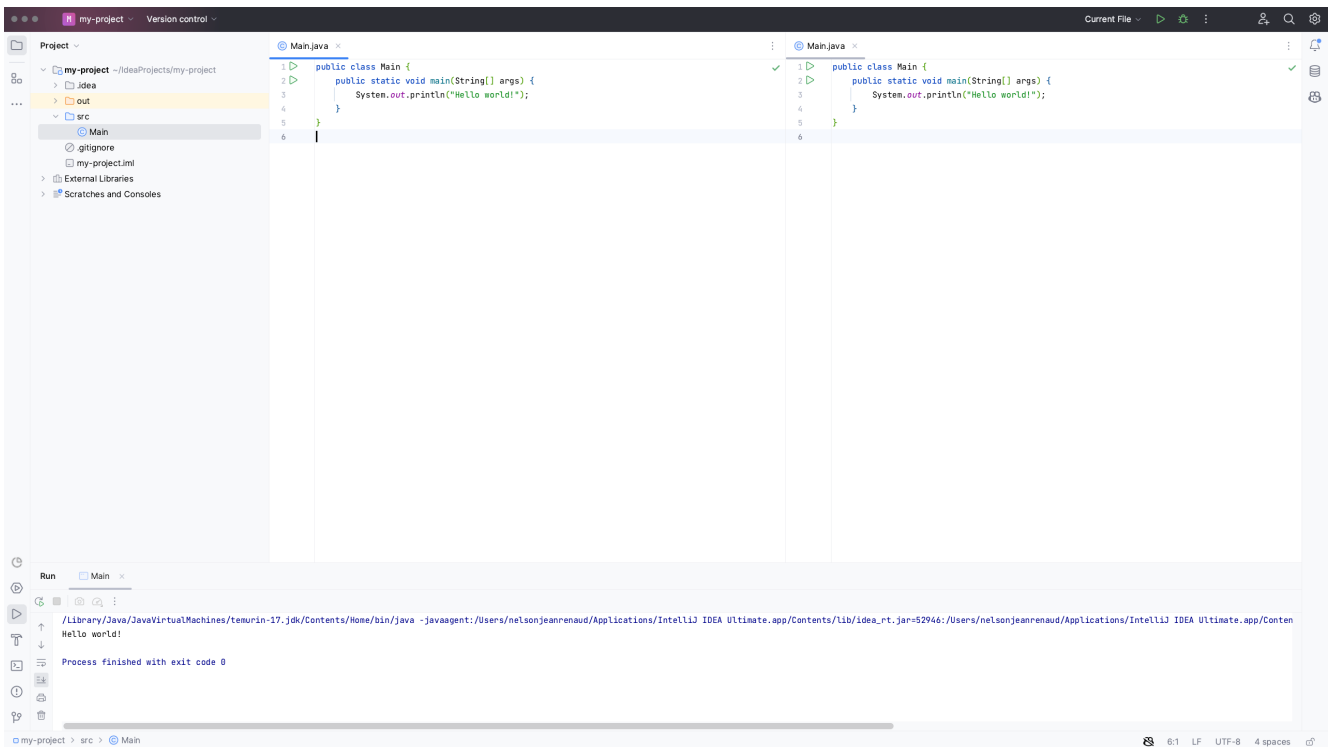 M my-project Version control Current File
Project
my-project ~/IdeaProjects/my-project
.idea
out
src
Main
.gitignore
my-project.iml
External Libraries
Scratches and Consoles
Main.java
1 public class Main {
2 public static void main(String[] args) {
3 System.out.println("Hello world!");
4 }
5 }
6
Main.java
1 public class Main {
2 public static void main(String[] args) {
3 System.out.println("Hello world!");
4 }
5 }
6
Run Main
/Library/Java/JavaVirtualMachines/temurin-17.jdk/Contents/Home/bin/java -javaagent:/Users/nelsonjeanrenaud/Applications/IntelliJ IDEA Ultimate.app/Contents/lib/idea_rt.jar=52946:/Users/nelsonjeanrenaud/Applications/IntelliJ IDEA Ultimate.app/Conten
Hello world!
Process finished with exit code 0
my-project > src > Main 6:1 LF UTF-8 4 spaces